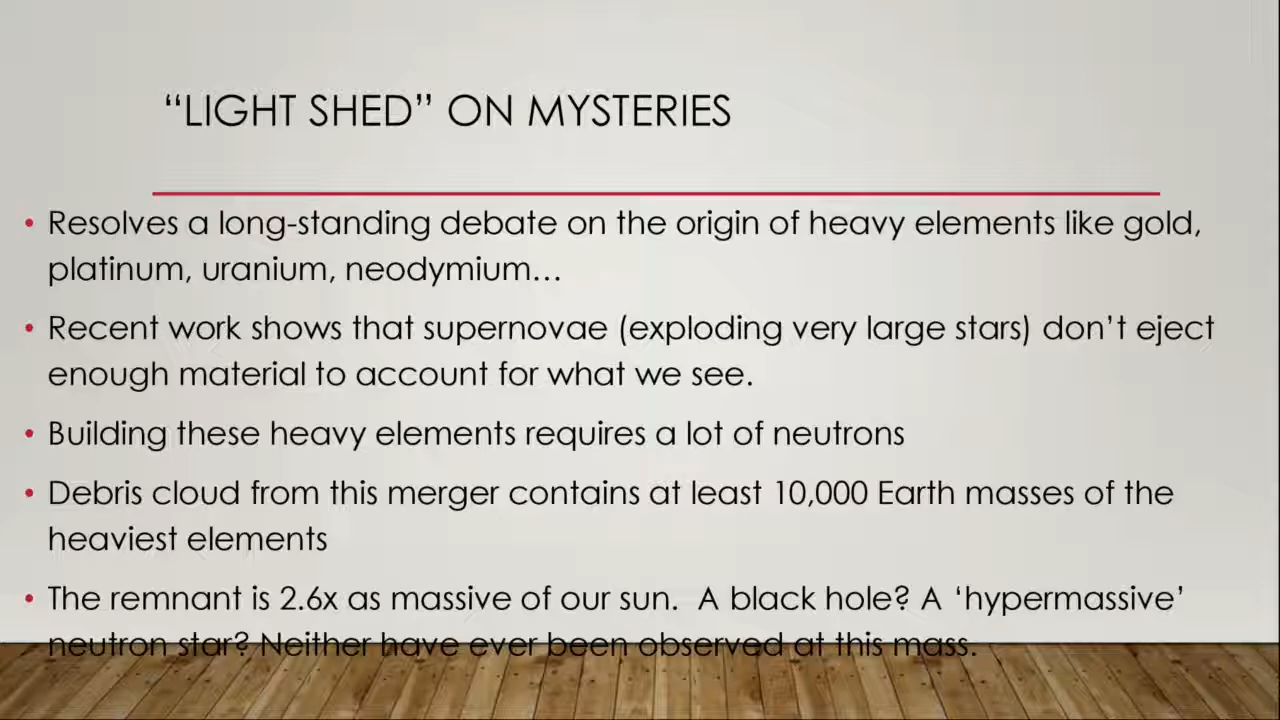 “LIGHT SHED” ON MYSTERIES
• Resolves a long-standing debate on the origin of heavy elements like gold,
platinum, uranium, neodymium…
• Recent work shows that supernovae (exploding very large stars) don’t eject
enough material to account for what we see.
• Building these heavy elements requires a lot of neutrons
• Debris cloud from this merger contains at least 10,000 Earth masses of the
heaviest elements
• The remnant is 2.6x as massive of our sun.  A black hole? A ‘hypermassive’
neutron star? Neither have ever been observed at this mass.